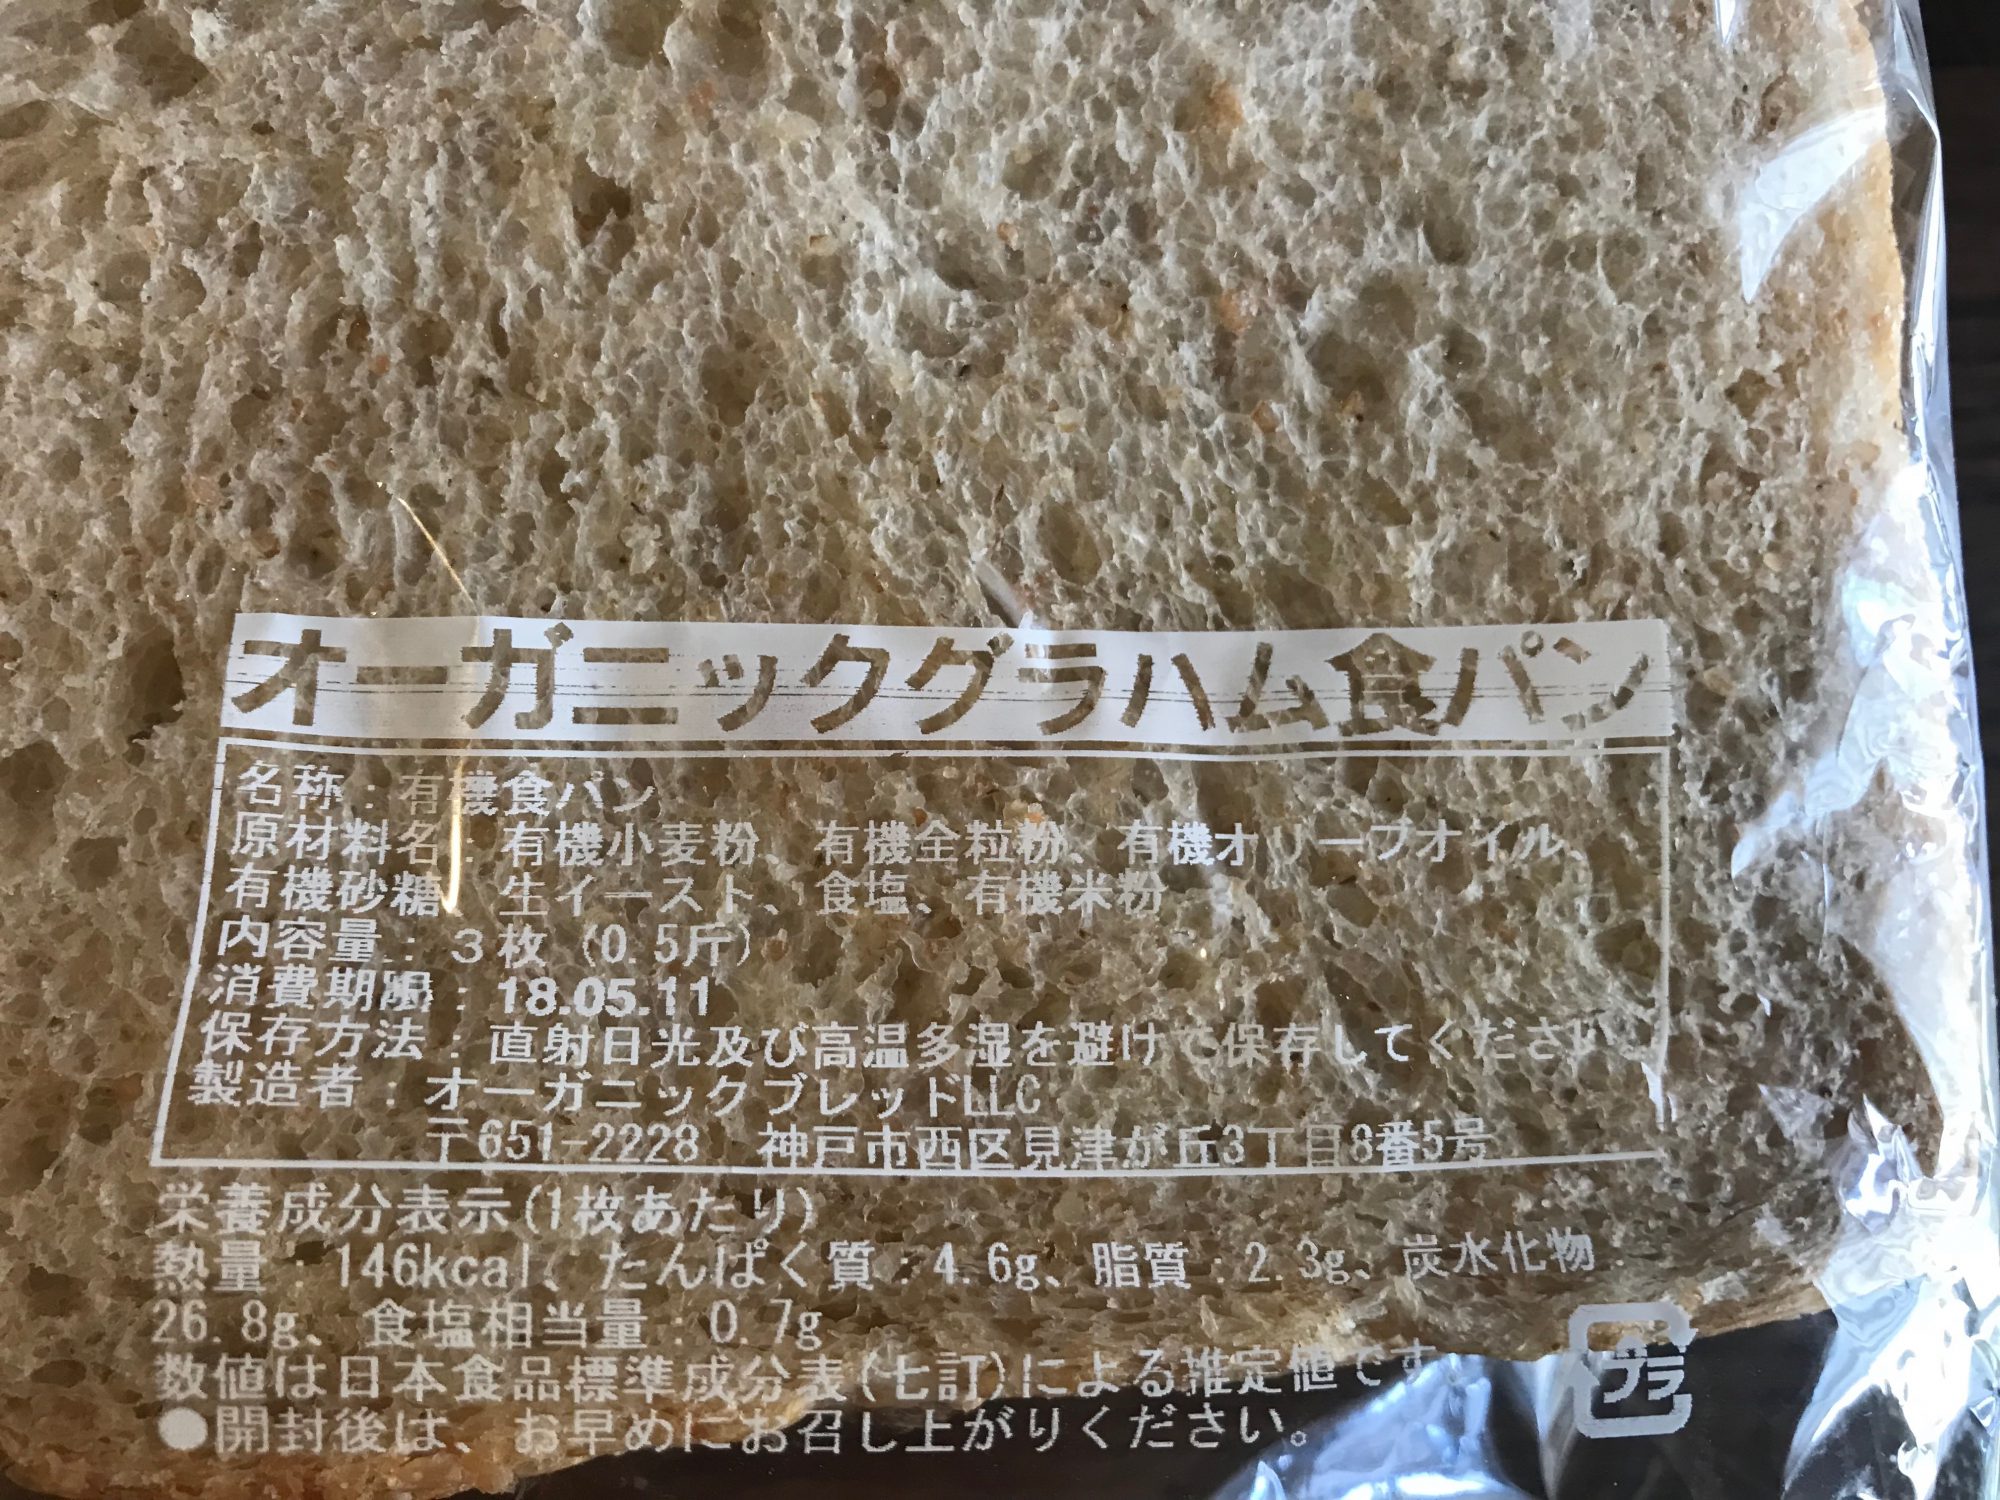 オーガニックグラハム食パン
名称：有機食パン
原材料名：有機小麦粉、有機全粒粉、有機オリーブオイル、
有機砂糖、生イースト、食塩、有機米粉
内容量：３枚（0.5斤）
消費期限：18.05.11
保存方法：直射日光及び高温多湿を避けて保存してください
製造者：オーガニックブレッドLLC
〒651-2228　神戸市西区見津が丘3丁目8番5号
栄養成分表示(1枚あたり)
熱量：146kcal、たんぱく質：4.6g、脂質：2.3g、炭水化物
26.8g、食塩相当量：0.7g
数値は日本食品標準成分表(七訂)による推定値です
●開封後は、お早めにお召し上がりください。
プラ